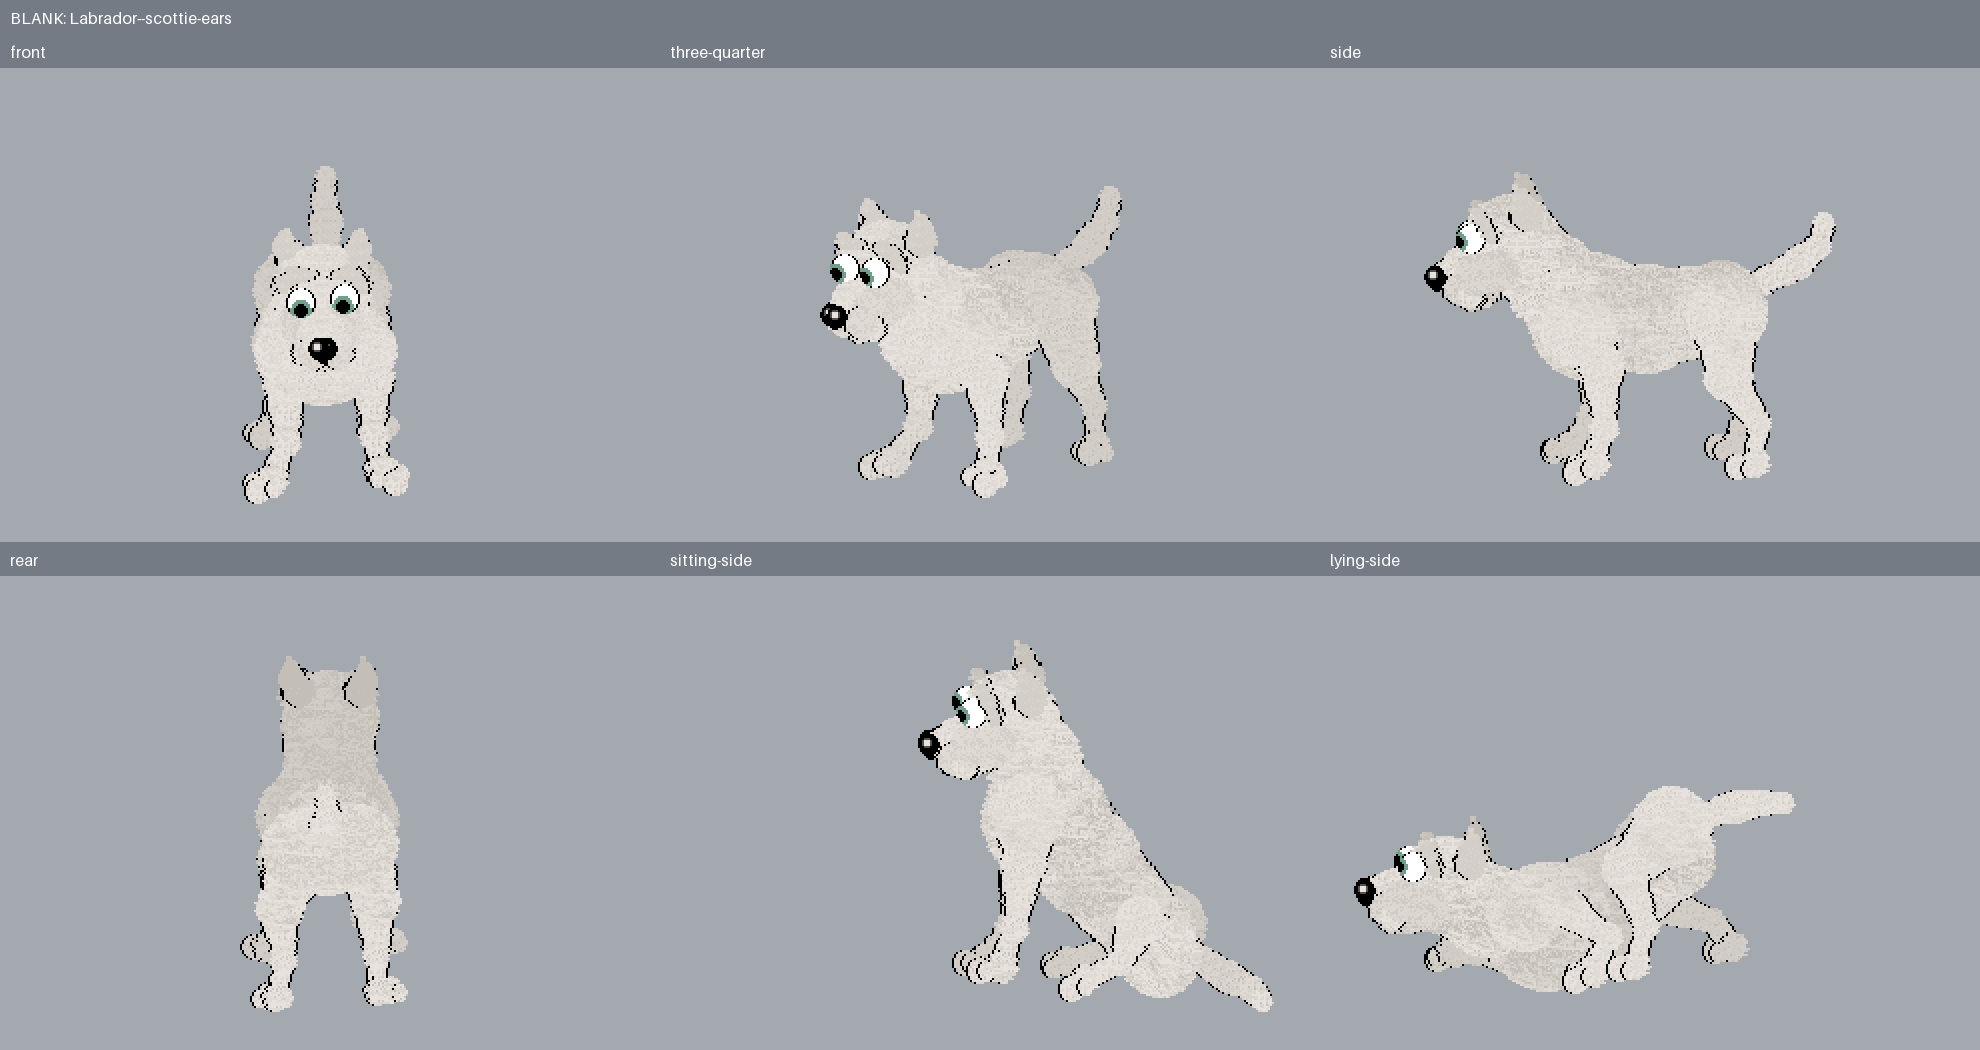 BLANK: Labrador--scottie-ears
front
three-quarter
side
rear
sitting-side
lying-side